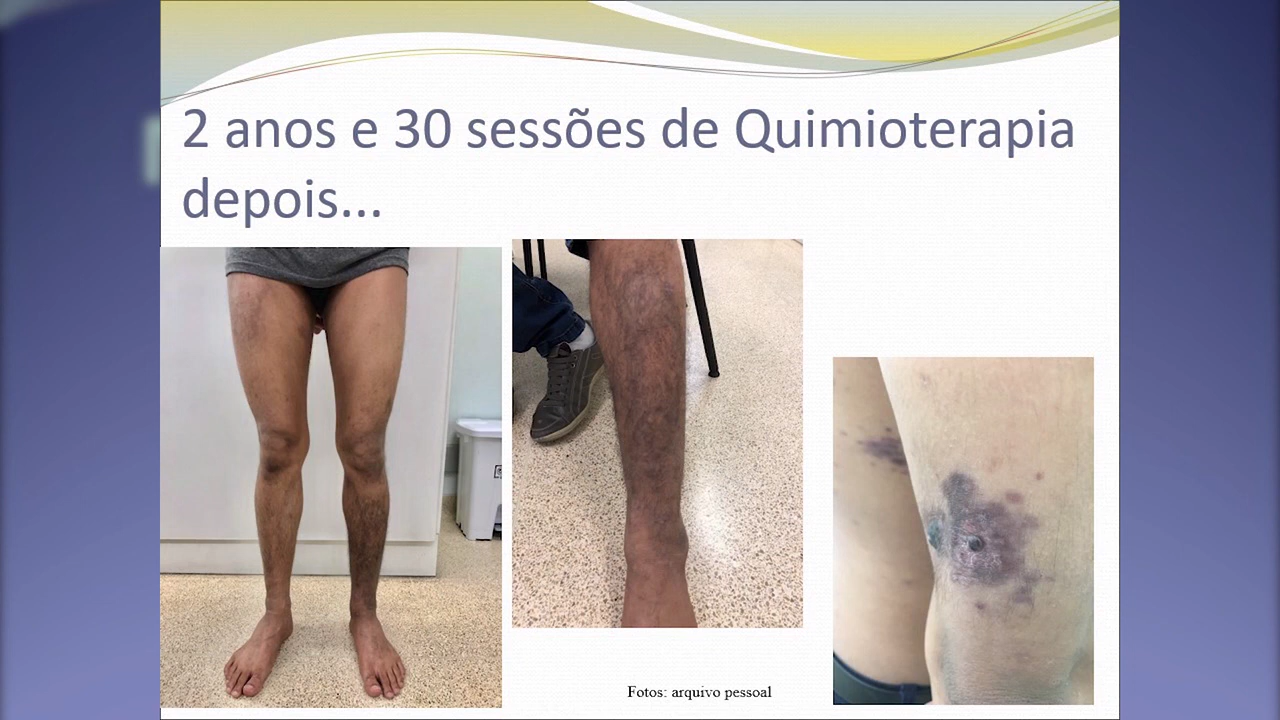 2 anos e 30 sessões de Quimioterapia
depois...
Fotos: arquivo pessoal